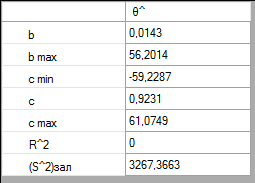 θ^
b 0,0143
b max 56,2014
c min -59,2287
c 0,9231
c max 61,0749
R^2 0
(S^2)зал 3267,3663